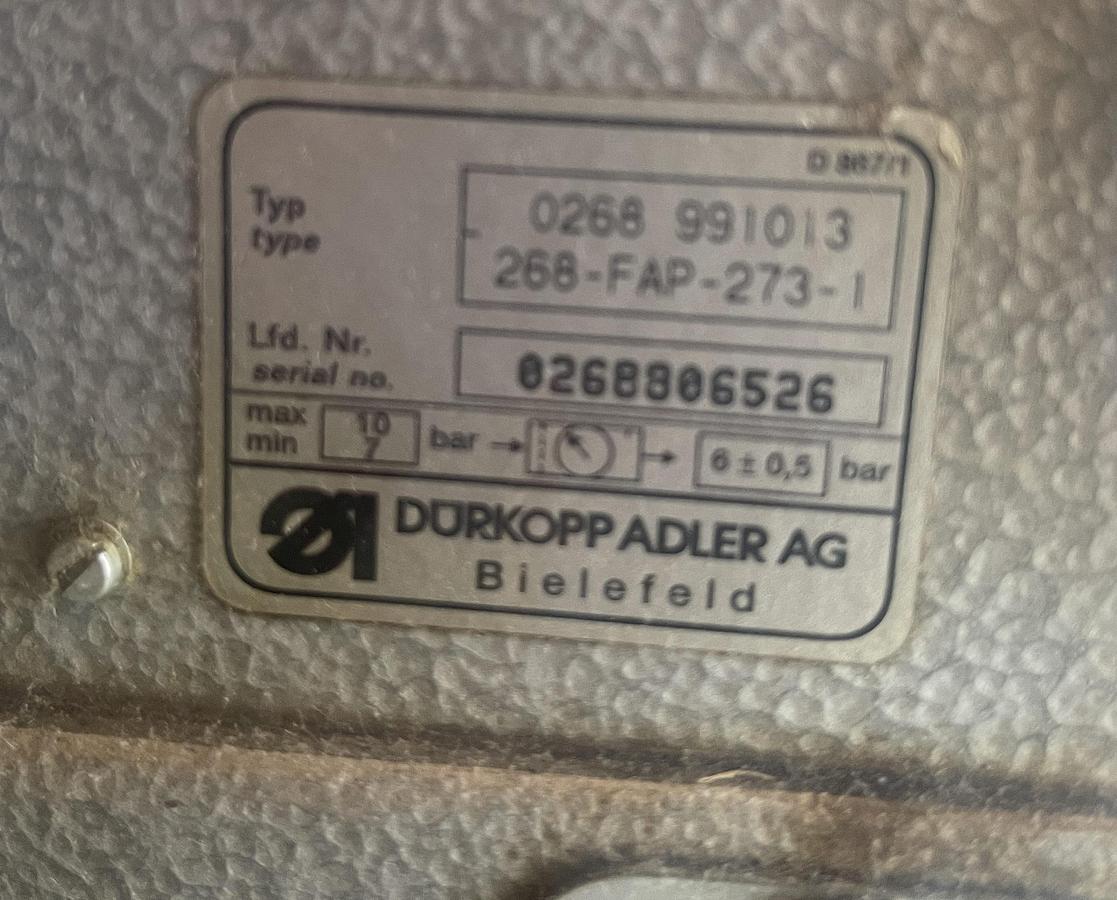 D 867/1
Typ
type
0268 991013
268-FAP-273-1
Lfd. Nr.
serial no.
0268806526
max
min
10
7
bar
6 ± 0,5 bar
DÜRKOPP ADLER AG
Bielefeld